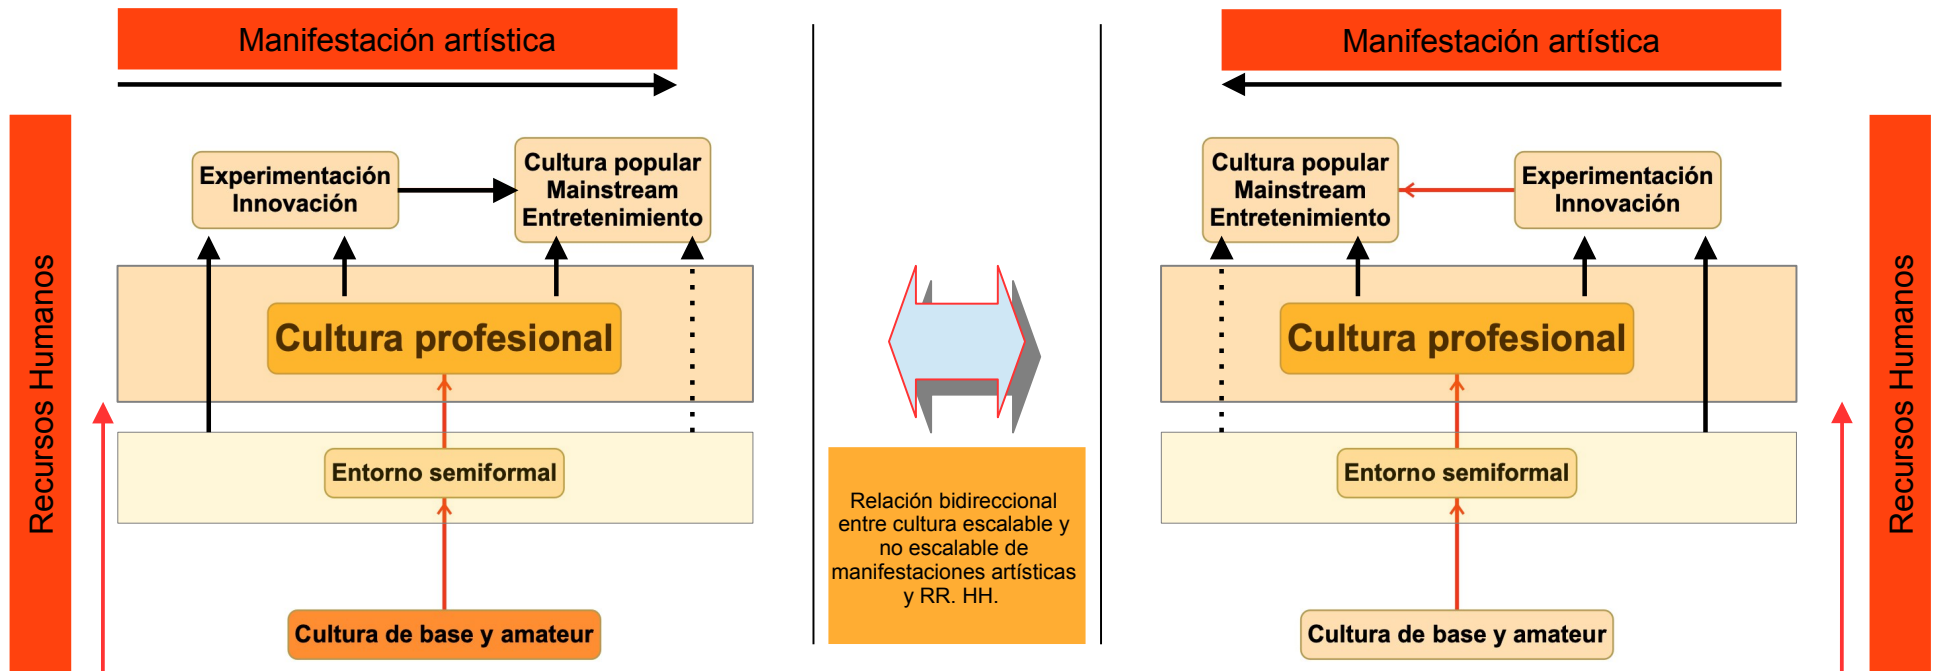 Manifestación artística
Recursos Humanos
Experimentación
Innovación
Cultura popular
Mainstream
Entretenimiento
Cultura profesional
Entorno semiformal
Cultura de base y amateur
Relación bidireccional
entre cultura escalable y
no escalable de
manifestaciones artísticas
y RR. HH.
Manifestación artística
Cultura popular
Mainstream
Entretenimiento
Experimentación
Innovación
Cultura profesional
Entorno semiformal
Cultura de base y amateur
Recursos Humanos